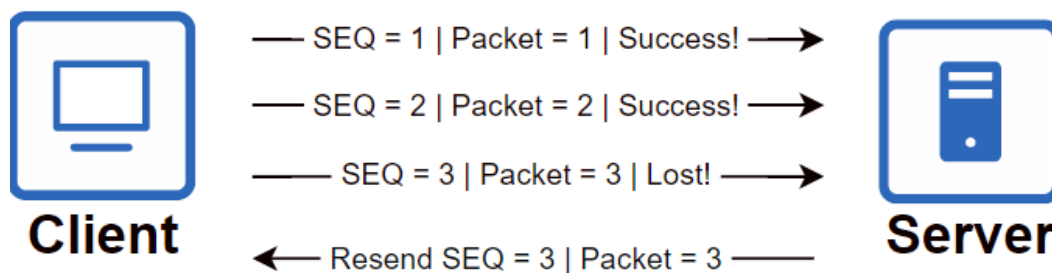 SEQ = 1 | Packet = 1 | Success!
SEQ = 2 | Packet = 2 | Success!
SEQ = 3 | Packet = 3 | Lost!
Client
Server
Resend SEQ = 3 | Packet = 3